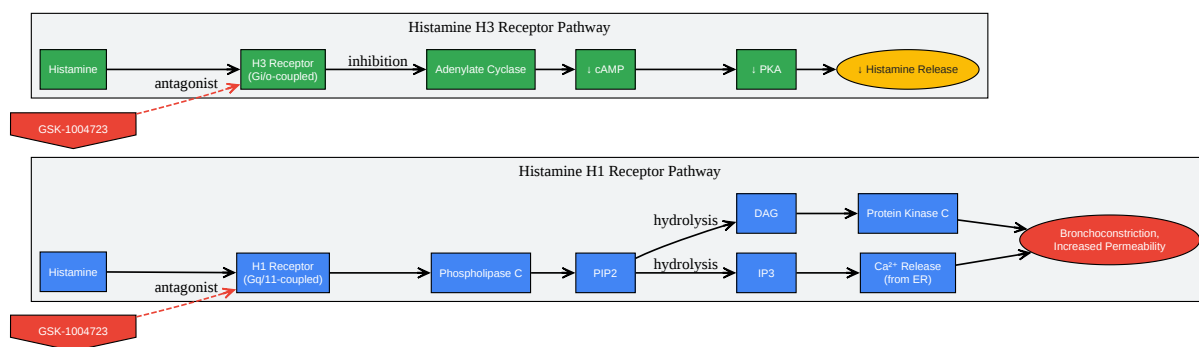 Histamine H3 Receptor Pathway
Histamine
H3 Receptor
(Gi/o-coupled)
inhibition
Adenylate Cyclase
↓ cAMP
↓ PKA
↓ Histamine Release
antagonist
GSK-1004723
Histamine H1 Receptor Pathway
Histamine
H1 Receptor
(Gq/11-coupled)
Phospholipase C
PIP2
hydrolysis
DAG
Protein Kinase C
hydrolysis
IP3
Ca²⁺ Release
(from ER)
Bronchoconstriction,
Increased Permeability
antagonist
GSK-1004723